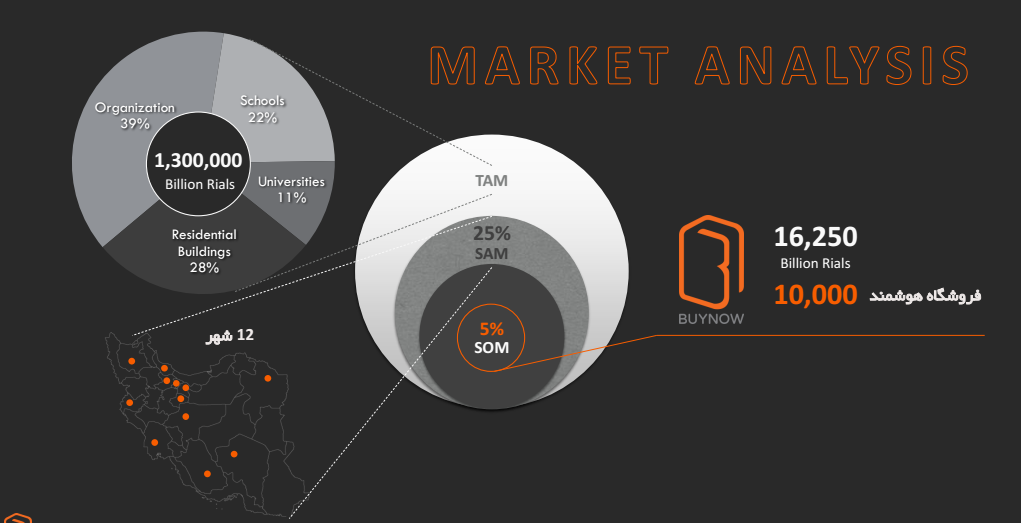 MARKET ANALYSIS
Organization
39%
Schools
22%
1,300,000
Billion Rials
Universities
11%
Residential
Buildings
28%
TAM
25%
SAM
5%
SOM
BUYNOW
16,250
Billion Rials
10,000 فروشگاه هوشمند
12 شهر